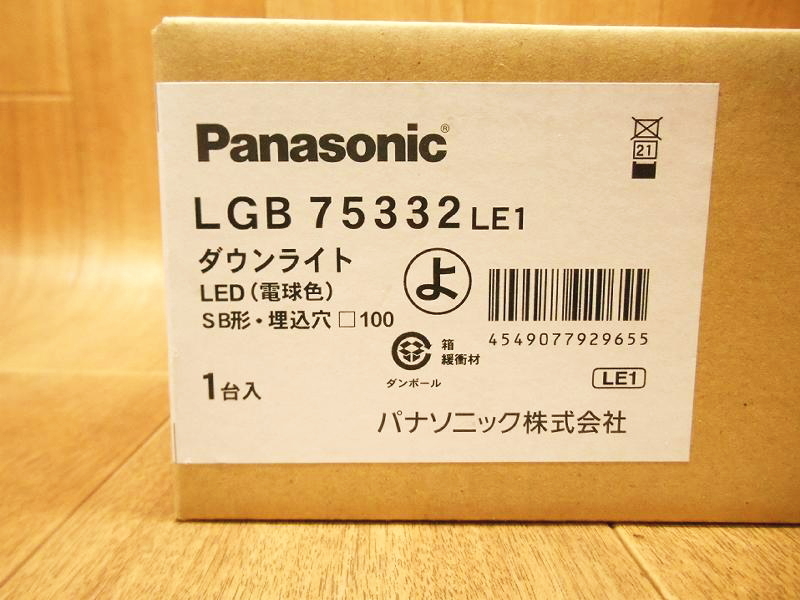 Panasonic®
21
LGB 75332 LE1
ダウンライト
LED(電球色)
よ
SB形・埋込穴□100
4549077929655
箱
緩衝材
ダンボール
LE1
1台入
パナソニック株式会社